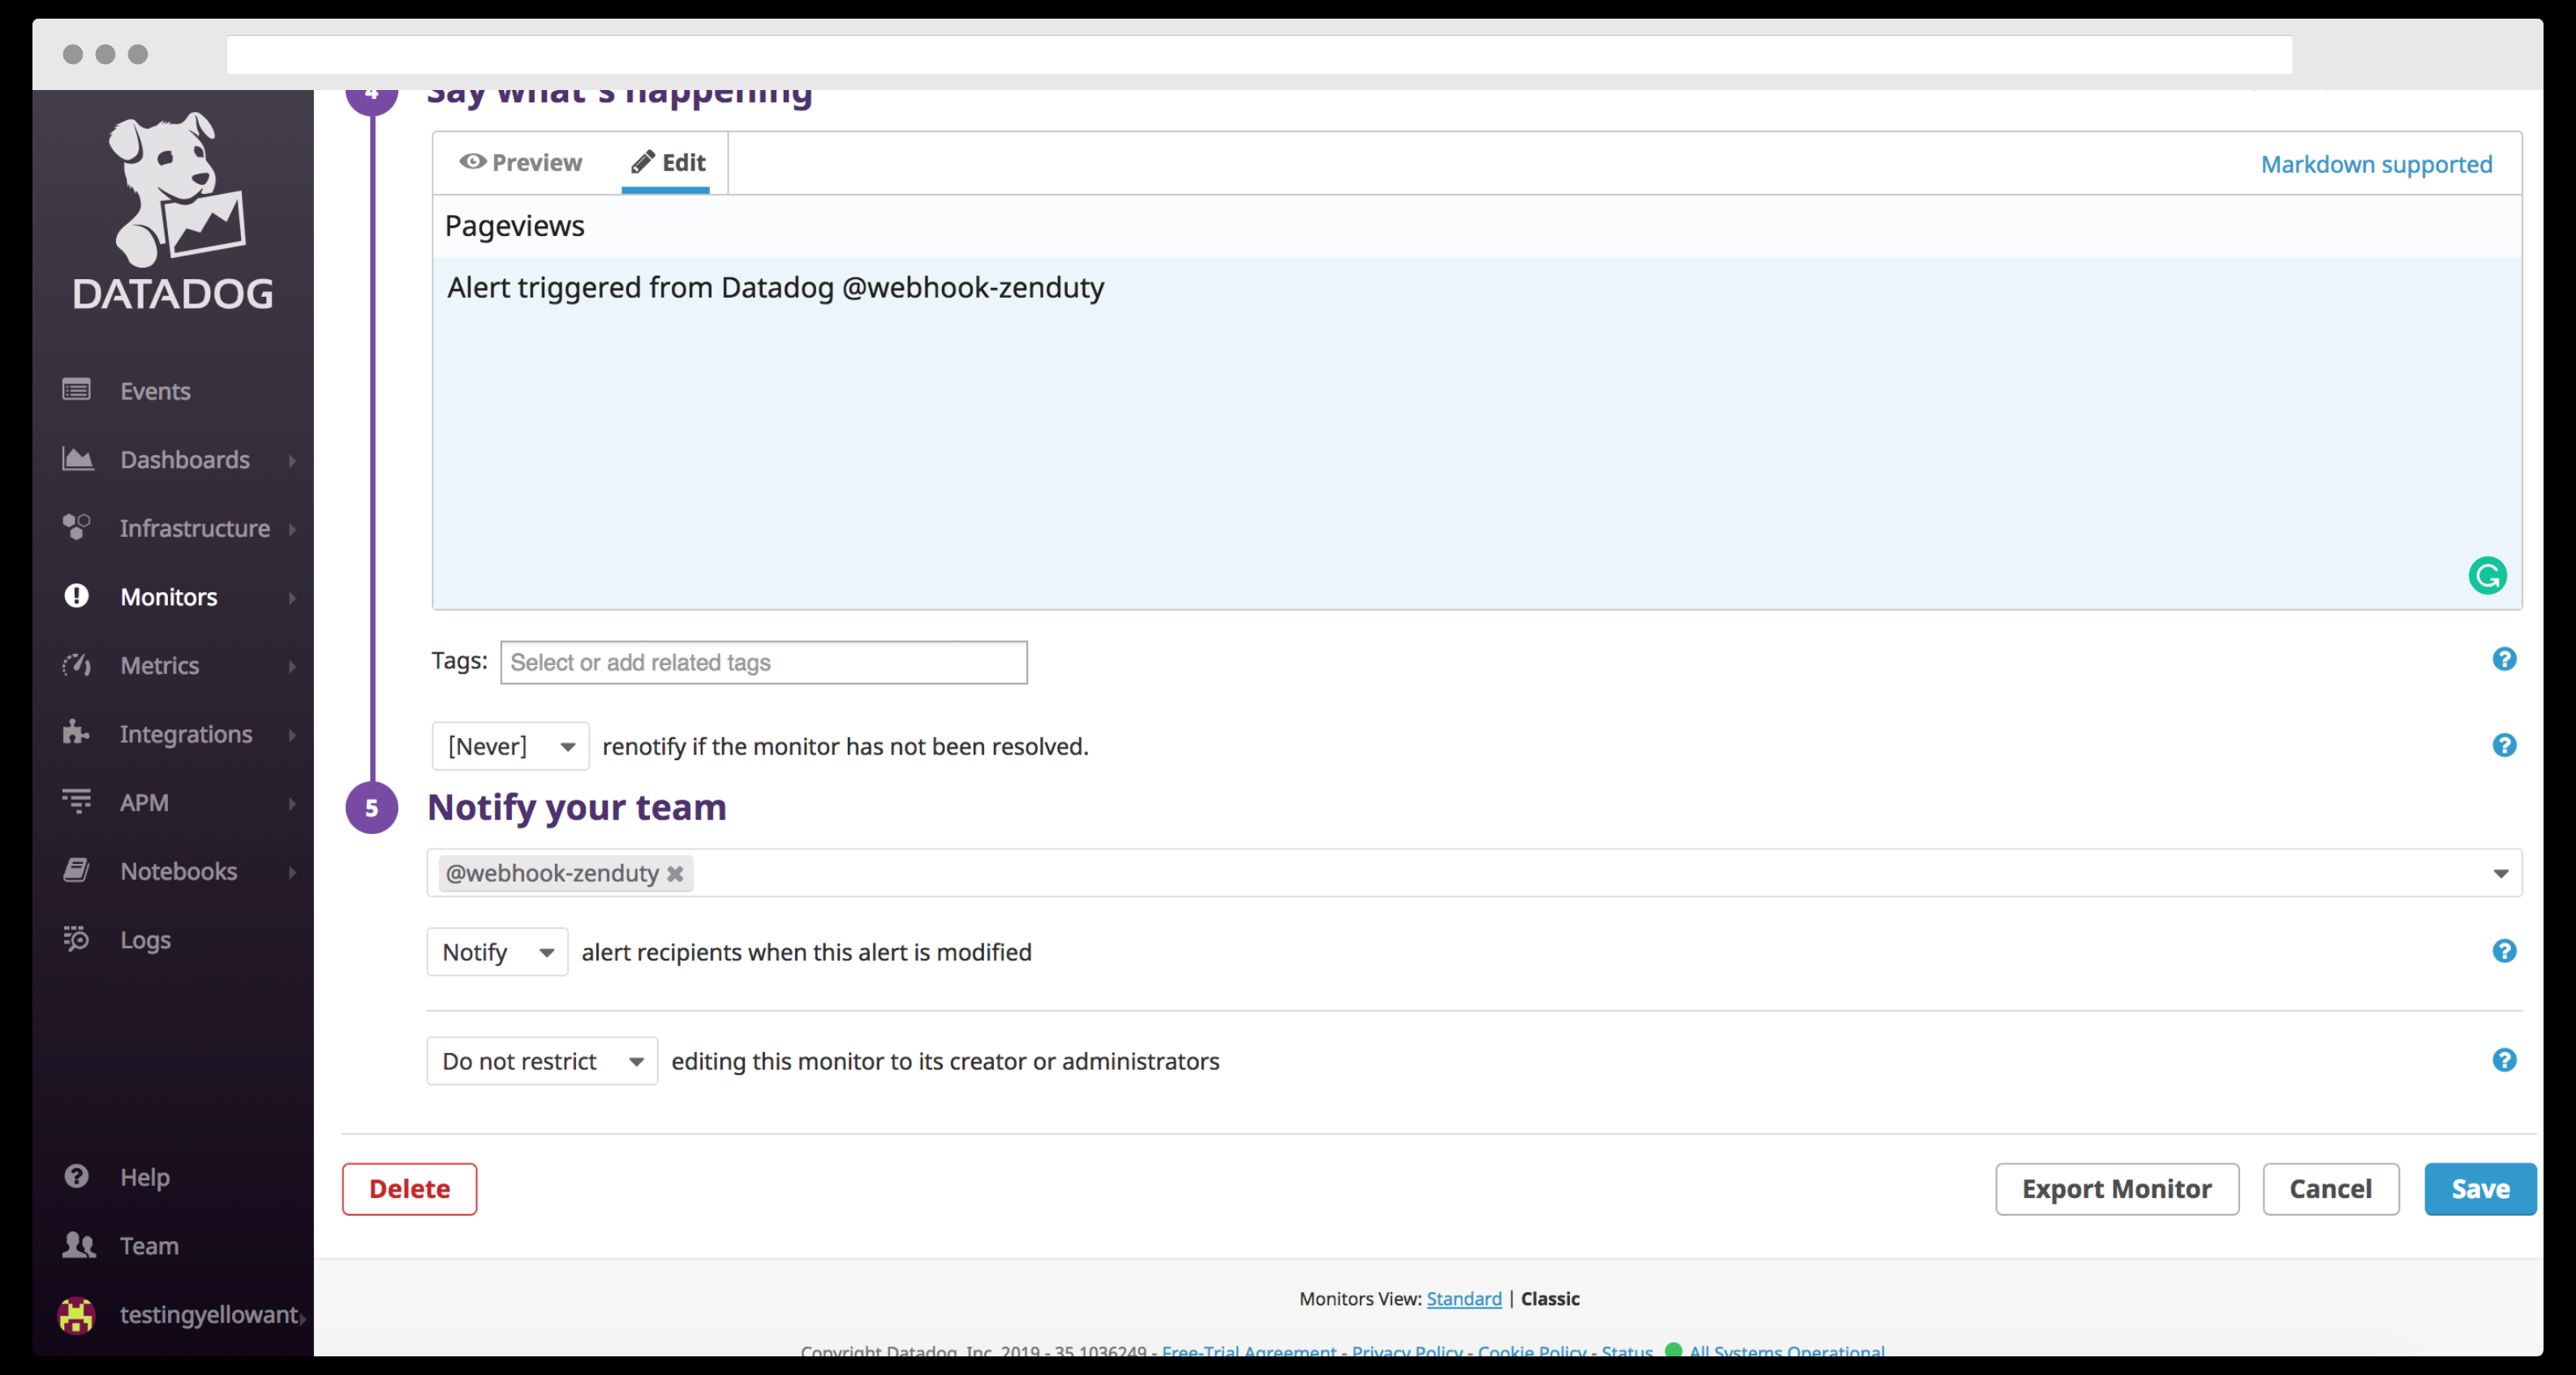 4 Say what's happening
Preview Edit Markdown supported
Pageviews
Alert triggered from Datadog @webhook-zenduty
DATADOG
Events
Dashboards
Infrastructure
Monitors
Metrics
Integrations
APM
Notebooks
Logs
Help
Team
testingyellowant
Tags: Select or add related tags
[Never] renotify if the monitor has not been resolved.
5 Notify your team
@webhook-zenduty
Notify alert recipients when this alert is modified
Do not restrict editing this monitor to its creator or administrators
Delete Export Monitor Cancel Save
Monitors View: Standard | Classic
Copyright Datadog, Inc. 2019 - 35.1036249 - Free-Trial Agreement - Privacy Policy - Cookie Policy - Status All Systems Operational